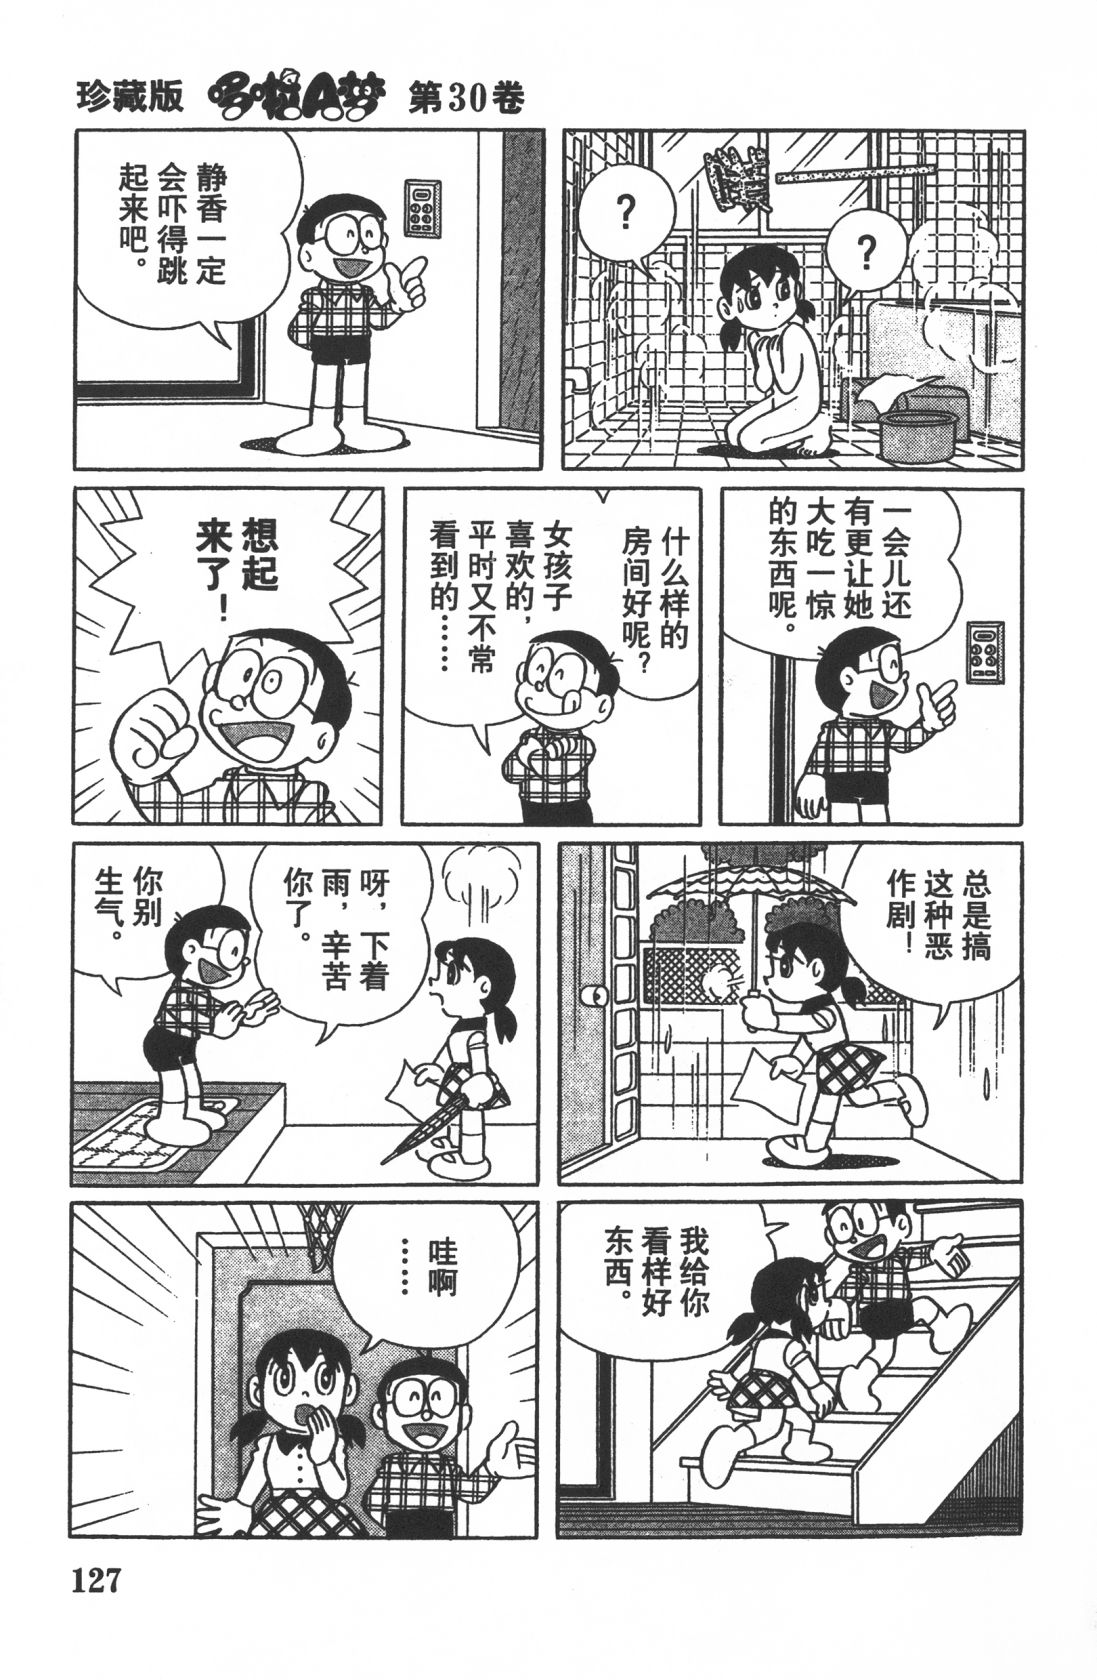 珍藏版 哆啦A梦 第30卷
?
?
静香一定
会吓得跳
起来吧。
一会儿还
有更让她
大吃一惊
的东西呢。
什么样的
房间好呢?
女孩子
喜欢的,
平时又不常
看到的……
想起
来了!
总是搞
这种恶
作剧!
呀,下着
雨,辛苦
你了。
你别
生气。
我给你
看样好
东西。
哇啊
……
127